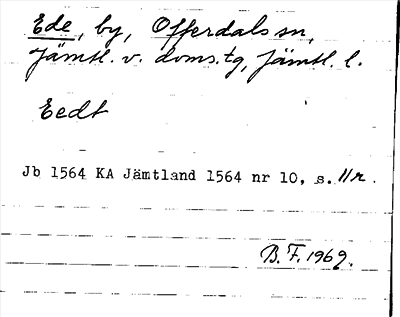 Ede, by, Offerdals sn,
Jämtl. v. doms.tg, Jämtl. l.
Eedt
Jb 1564 KA Jämtland 1564 nr 10, s. 11r.
B.F. 1969.